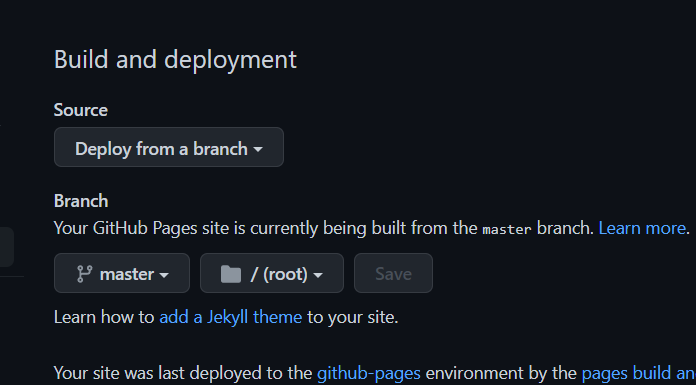 Build and deployment
Source
Deploy from a branch
Branch
Your GitHub Pages site is currently being built from the master branch. Learn more.
master / (root) Save
Learn how to add a Jekyll theme to your site.
Your site was last deployed to the github-pages environment by the pages build an